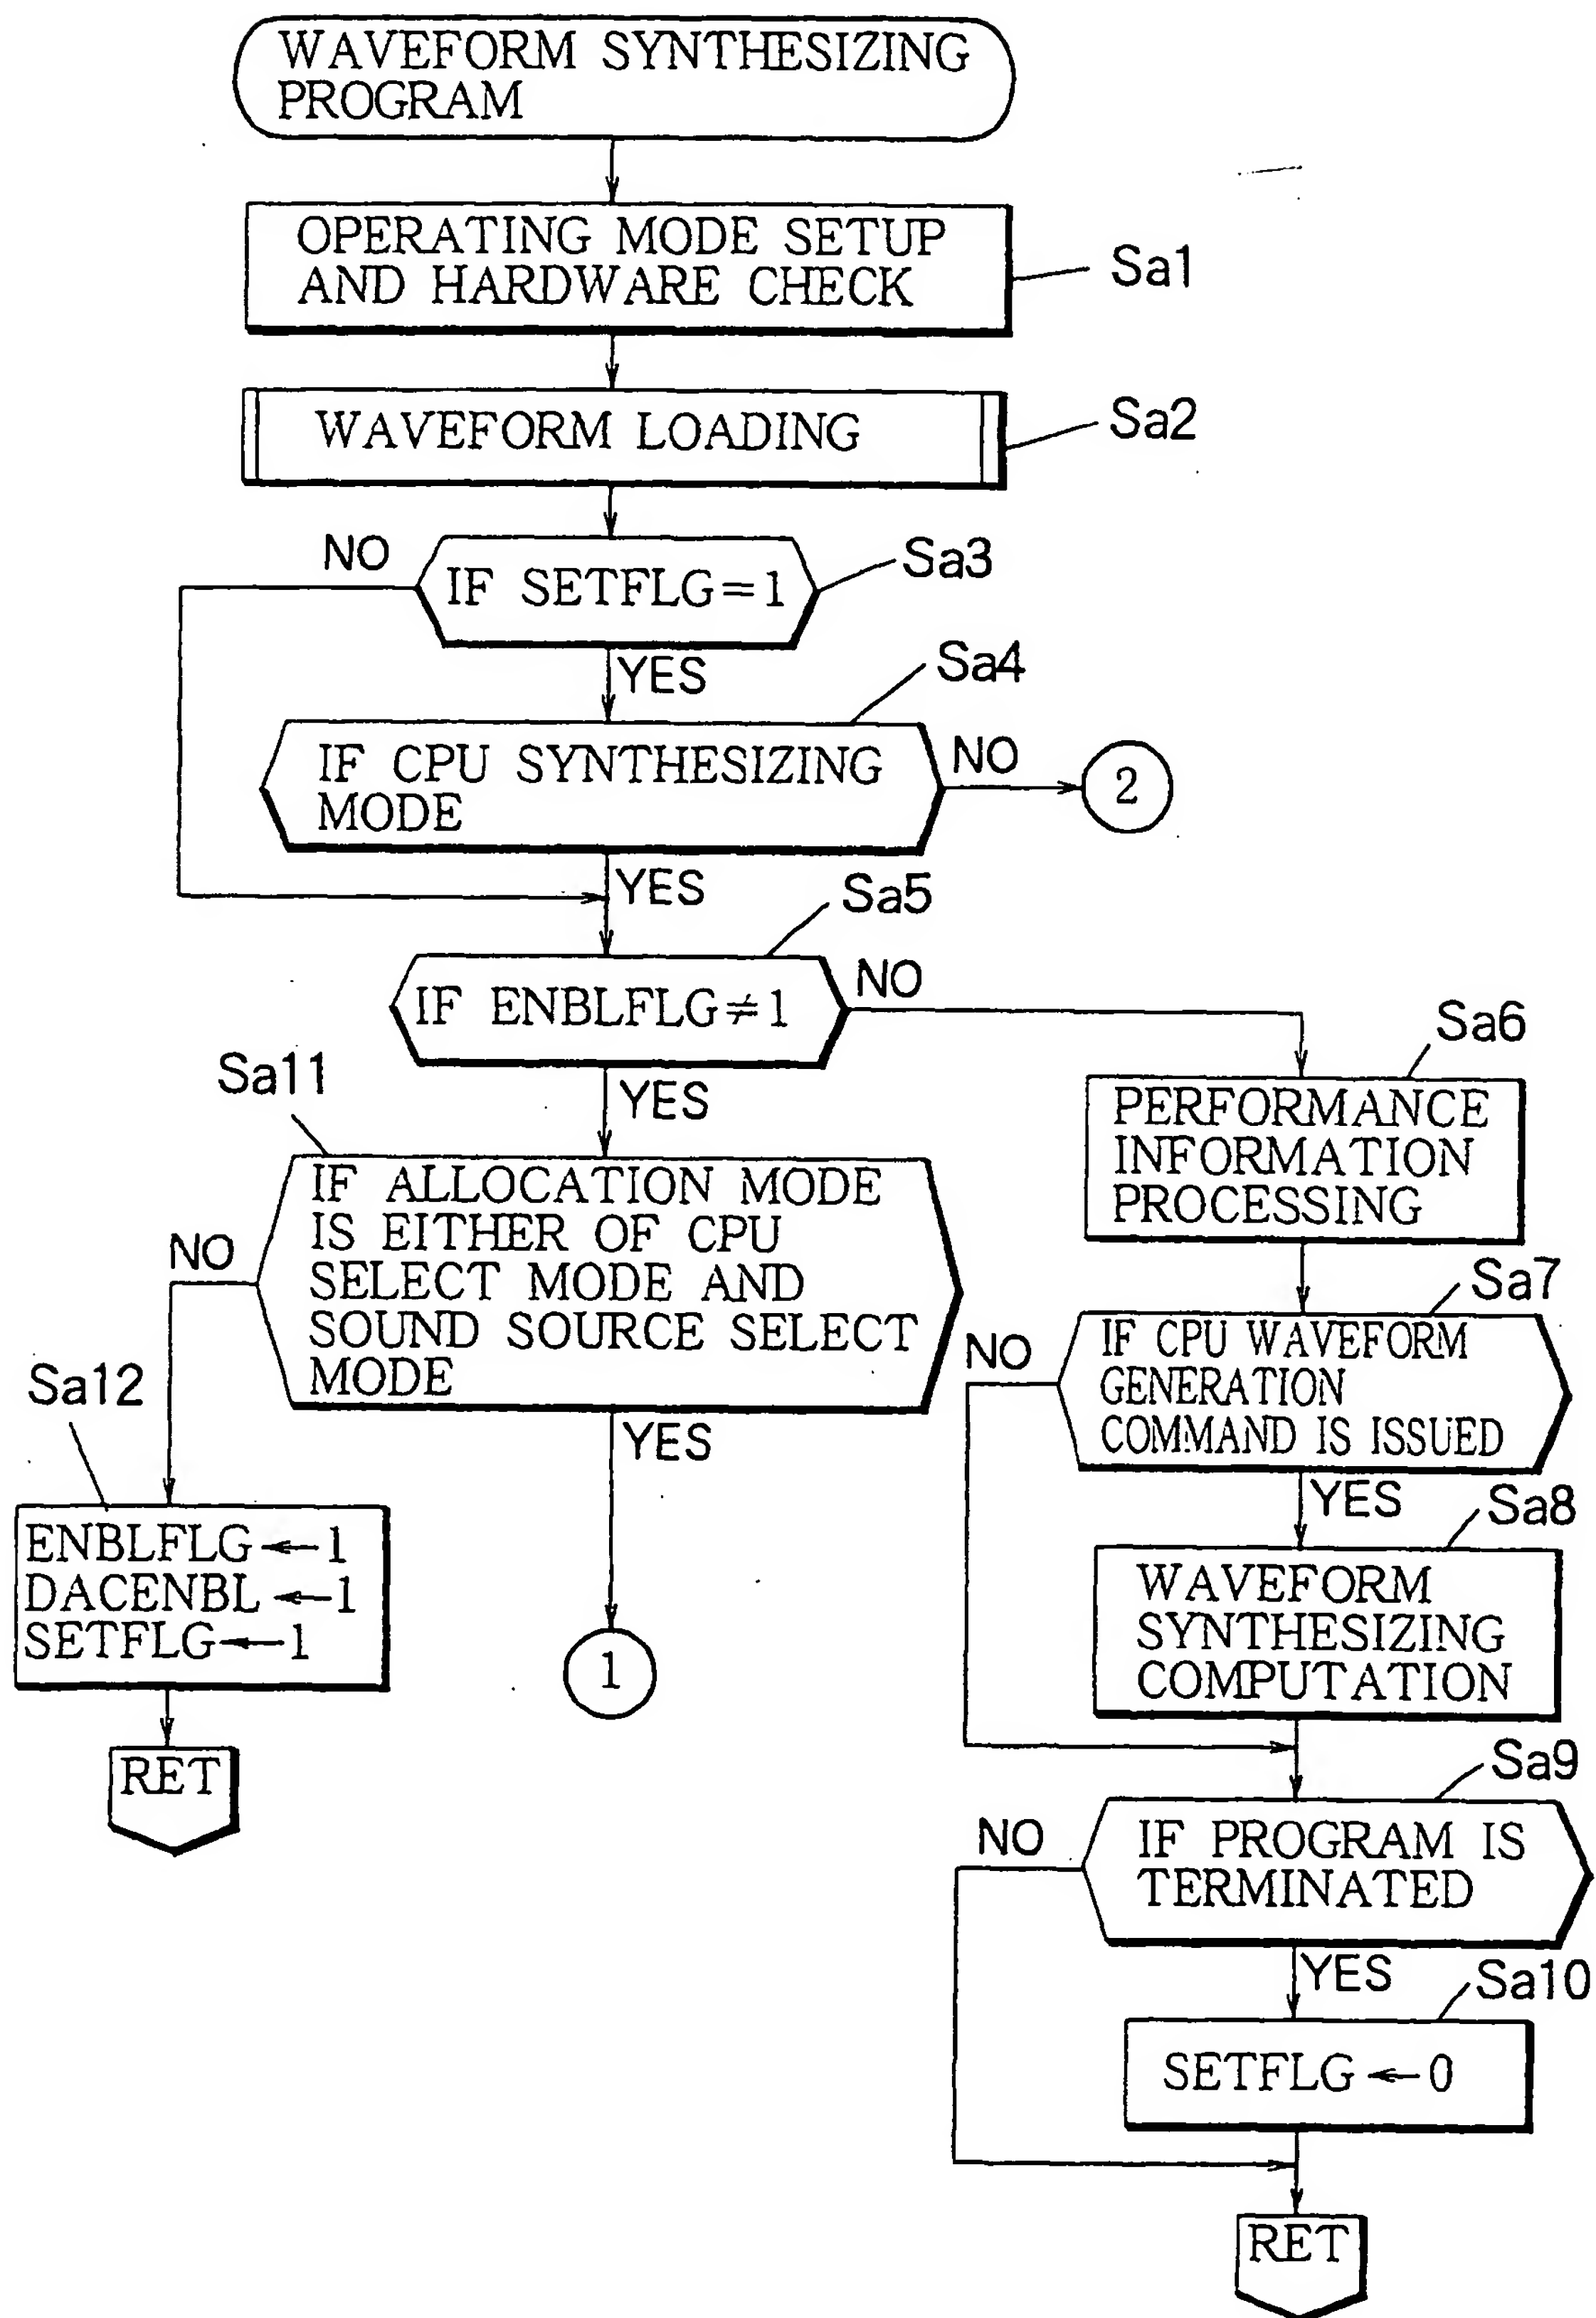 WAVEFORM SYNTHESIZING
PROGRAM
OPERATING MODE SETUP
AND HARDWARE CHECK
Sa1
WAVEFORM LOADING
Sa2
NO
IF SETFLG=1
Sa3
YES
Sa4
IF CPU SYNTHESIZING
MODE
NO
2
YES
Sa5
IF ENBLFLG≠1
NO
Sa6
PERFORMANCE
INFORMATION
PROCESSING
Sa11
YES
IF ALLOCATION MODE
IS EITHER OF CPU
SELECT MODE AND
SOUND SOURCE SELECT
MODE
NO
Sa7
IF CPU WAVEFORM
GENERATION
COMMAND IS ISSUED
NO
Sa12
YES
YES
Sa8
ENBLFLG←1
DACENBL←1
SETFLG←1
WAVEFORM
SYNTHESIZING
COMPUTATION
1
RET
Sa9
NO
IF PROGRAM IS
TERMINATED
YES
Sa10
SETFLG←0
RET